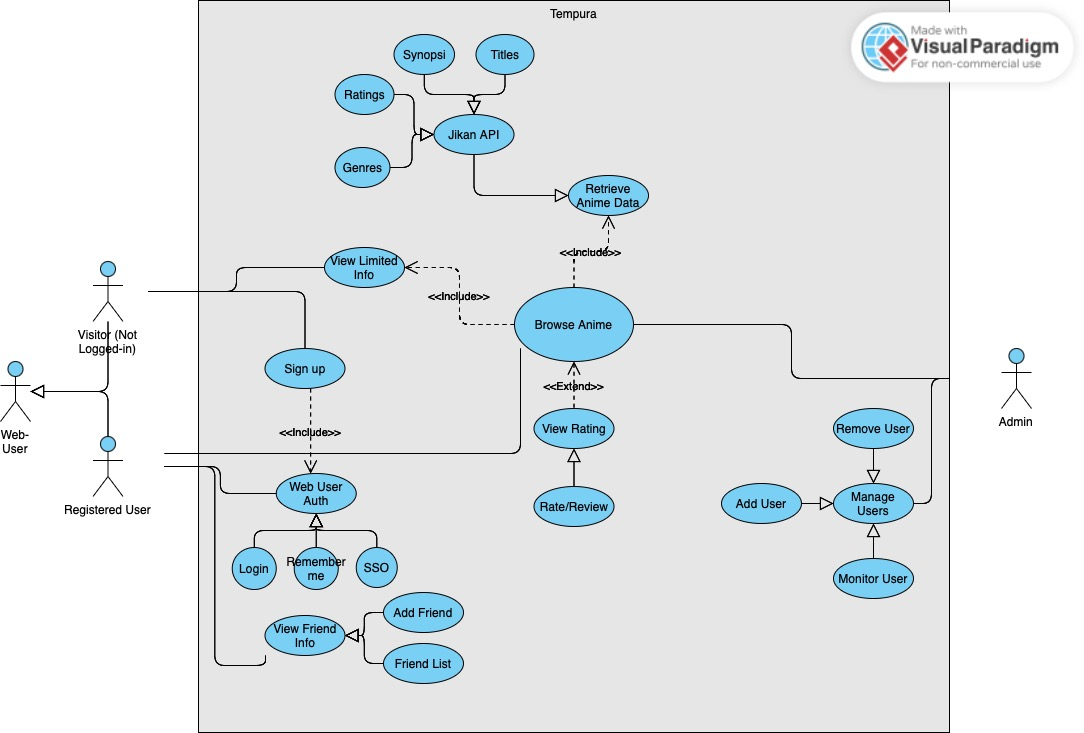 Tempura
Made with
Visual Paradigm
For non-commercial use
Synopsi
Titles
Ratings
Jikan API
Genres
Retrieve
Anime Data
<<Include>>
View Limited
Info
<<Include>>
Browse Anime
Visitor (Not
Logged-in)
Sign up
<<Extend>>
Admin
Web-
User
<<Include>>
View Rating
Remove User
Web User
Auth
Registered User
Rate/Review
Add User
Manage
Users
Login
Remember
me
SSO
Monitor User
Add Friend
View Friend
Info
Friend List